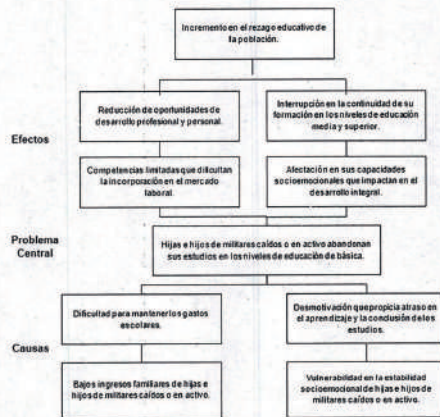 Incremento en el rezago educativo de
la población.
Reducción de oportunidades de
desarrollo profesional y personal.
Interrupción en la continuidad de su
formación en los niveles de educación
media y superior.
Efectos
Competencias limitadas que dificultan
la incorporación en el mercado
laboral.
Afectación en sus capacidades
socioemocionales que impactan en el
desarrollo integral.
Problema
Central
Hijas e hijos de militares caídos o en activo abandonan
sus estudios en los niveles de educación de básica.
Dificultad para mantener los gastos
escolares.
Desmotivación que propicia atraso en
el aprendizaje y la conclusión de los
estudios.
Causas
Bajos ingresos familiares de hijas e
hijos de militares caídos o en activo.
Vulnerabilidad en la estabilidad
socioemocional de hijas e hijos de
militares caídos o en activo.